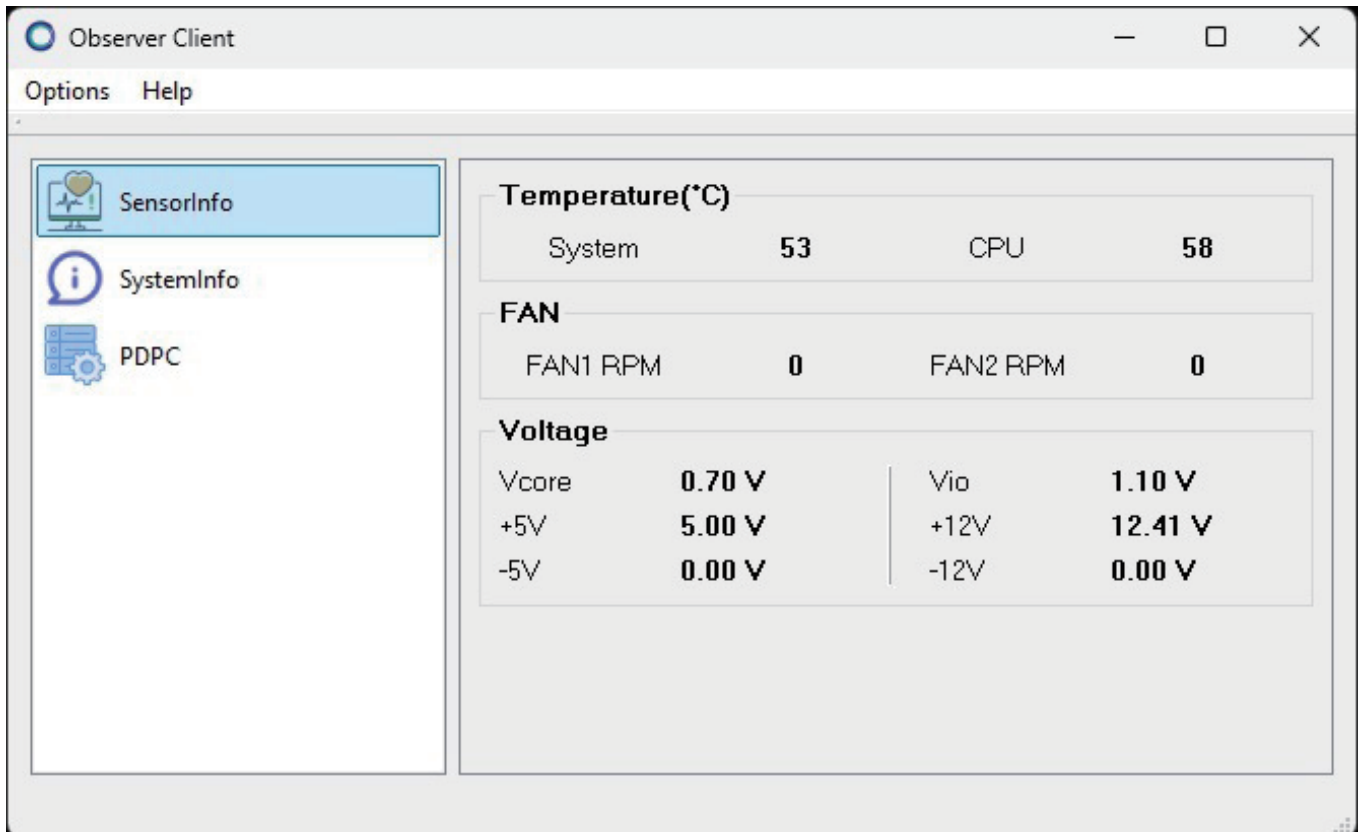 Observer Client
Options Help
SensorInfo
SystemInfo
PDPC
Temperature(°C)
System 53 CPU 58
FAN
FAN1 RPM 0 FAN2 RPM 0
Voltage
Vcore 0.70 V Vio 1.10 V
+5V 5.00 V +12V 12.41 V
-5V 0.00 V -12V 0.00 V